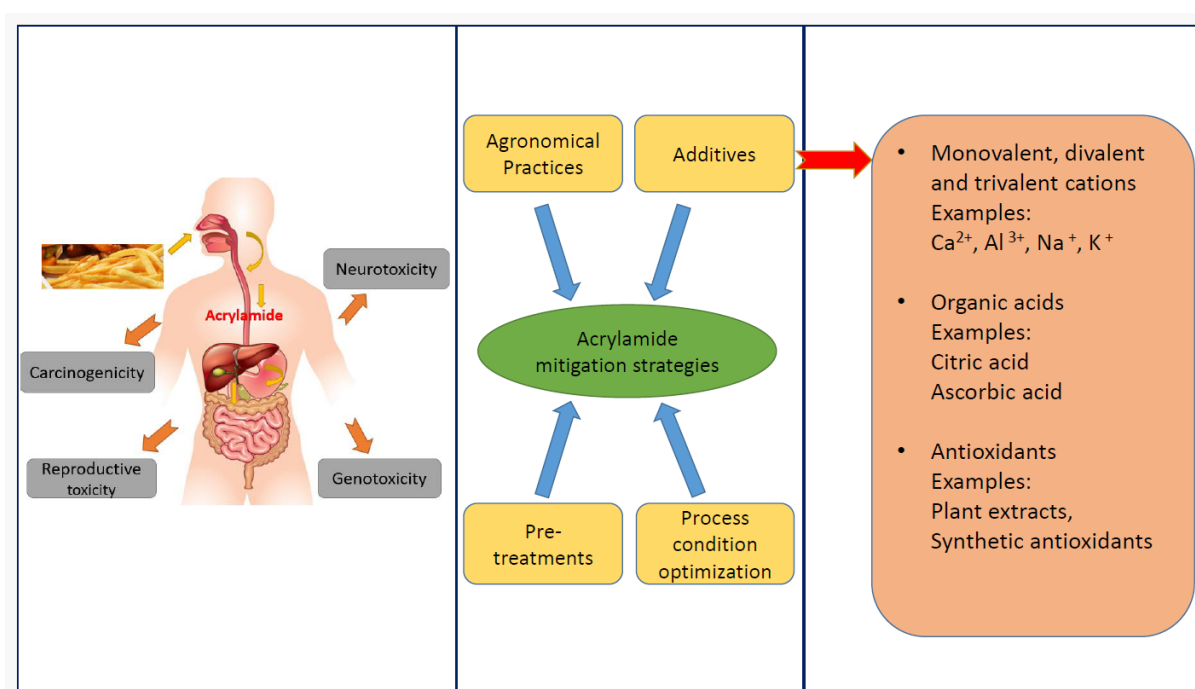 Neurotoxicity
Acrylamide
Carcinogenicity
Reproductive
toxicity
Genotoxicity
Agronomical
Practices
Additives
Acrylamide
mitigation strategies
Pre-
treatments
Process
condition
optimization
• Monovalent, divalent
and trivalent cations
Examples:
Ca²⁺, Al ³⁺, Na ⁺, K ⁺
• Organic acids
Examples:
Citric acid
Ascorbic acid
• Antioxidants
Examples:
Plant extracts,
Synthetic antioxidants